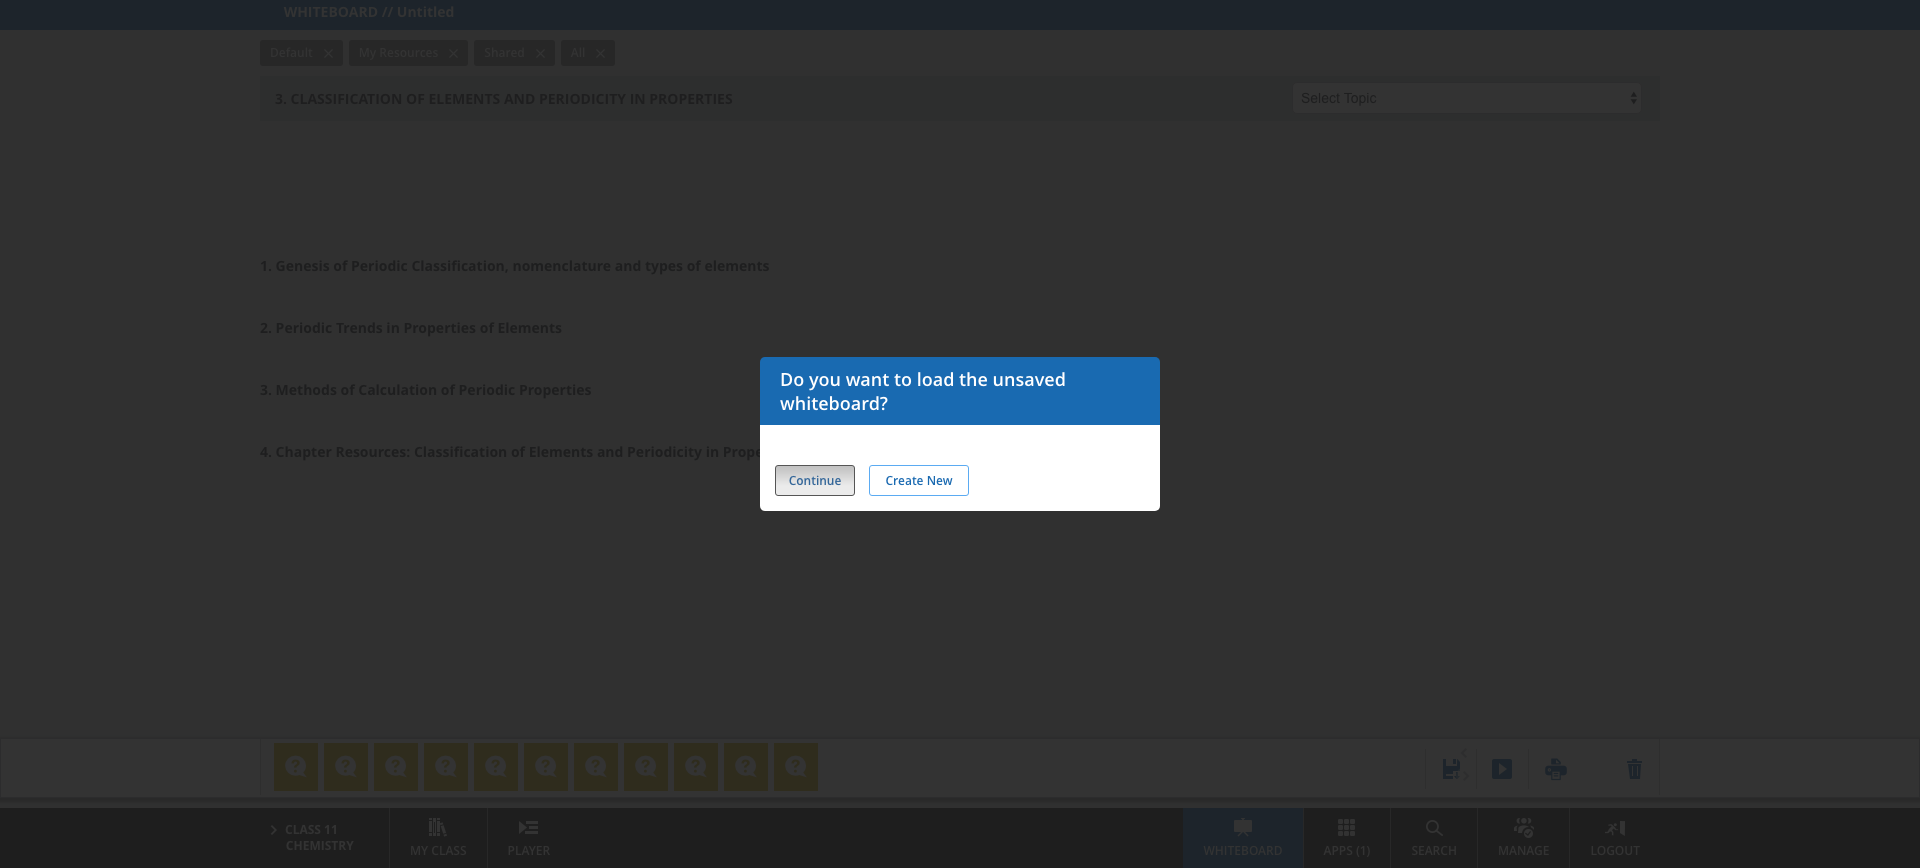 WHITEBOARD // Untitled
Default
My Resources
Shared
All
3. CLASSIFICATION OF ELEMENTS AND PERIODICITY IN PROPERTIES
Select Topic
1. Genesis of Periodic Classification, nomenclature and types of elements
2. Periodic Trends in Properties of Elements
3. Methods of Calculation of Periodic Properties
Do you want to load the unsaved
whiteboard?
4. Chapter Resources: Classification of Elements and Periodicity in Prope
Continue
Create New
CLASS 11
CHEMISTRY
MY CLASS
PLAYER
WHITEBOARD
APPS (1)
SEARCH
MANAGE
LOGOUT